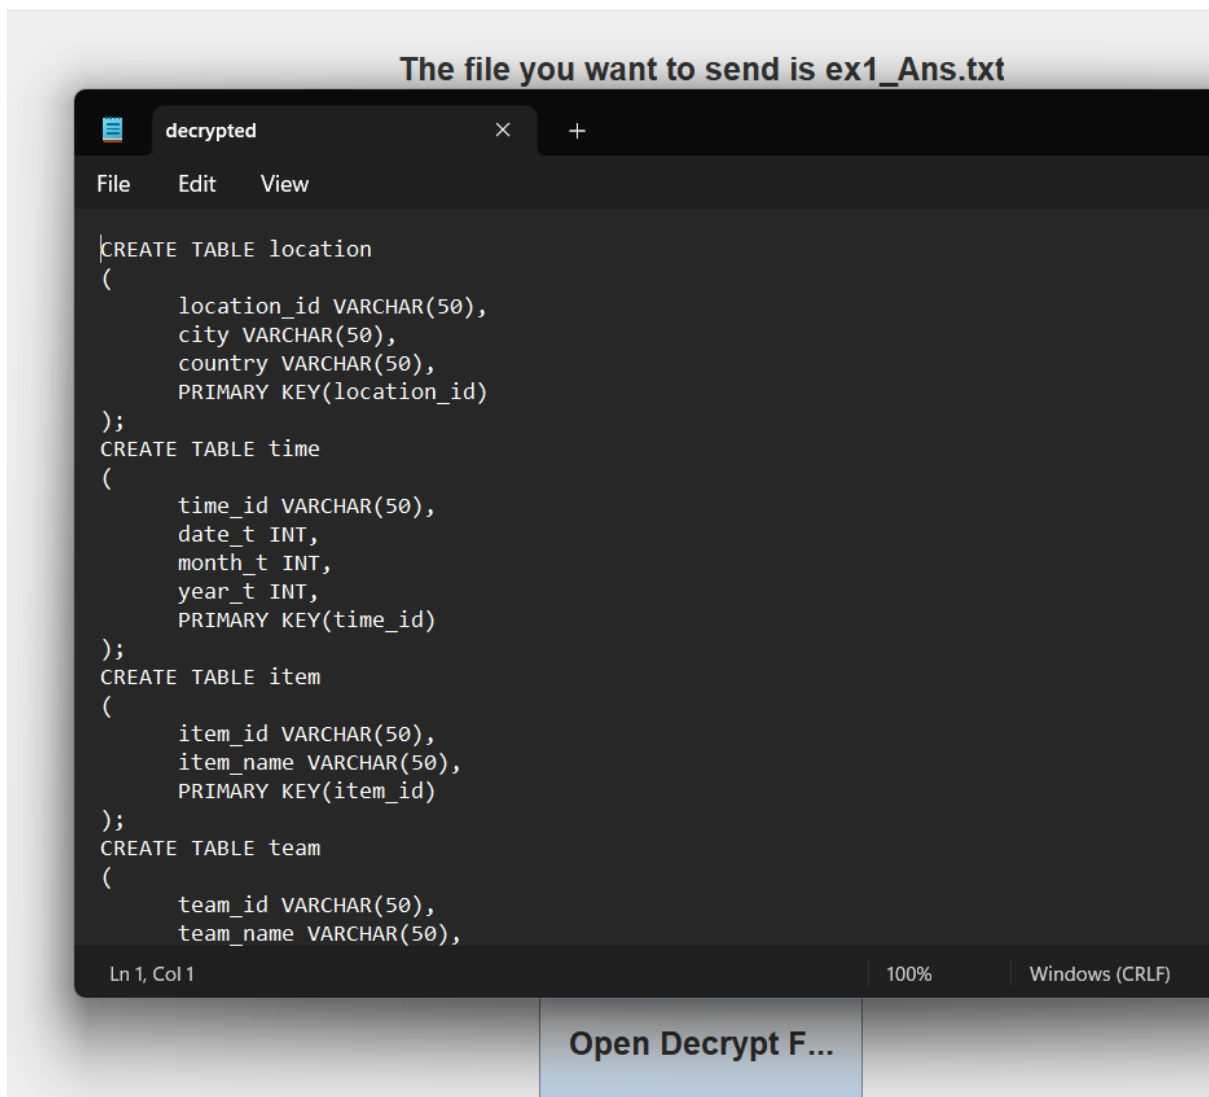 The file you want to send is ex1_Ans.txt
decrypted
File Edit View
CREATE TABLE location
(
location_id VARCHAR(50),
city VARCHAR(50),
country VARCHAR(50),
PRIMARY KEY(location_id)
);
CREATE TABLE time
(
time_id VARCHAR(50),
date_t INT,
month_t INT,
year_t INT,
PRIMARY KEY(time_id)
);
CREATE TABLE item
(
item_id VARCHAR(50),
item_name VARCHAR(50),
PRIMARY KEY(item_id)
);
CREATE TABLE team
(
team_id VARCHAR(50),
team_name VARCHAR(50),
Ln 1, Col 1 100% Windows (CRLF)
Open Decrypt F...